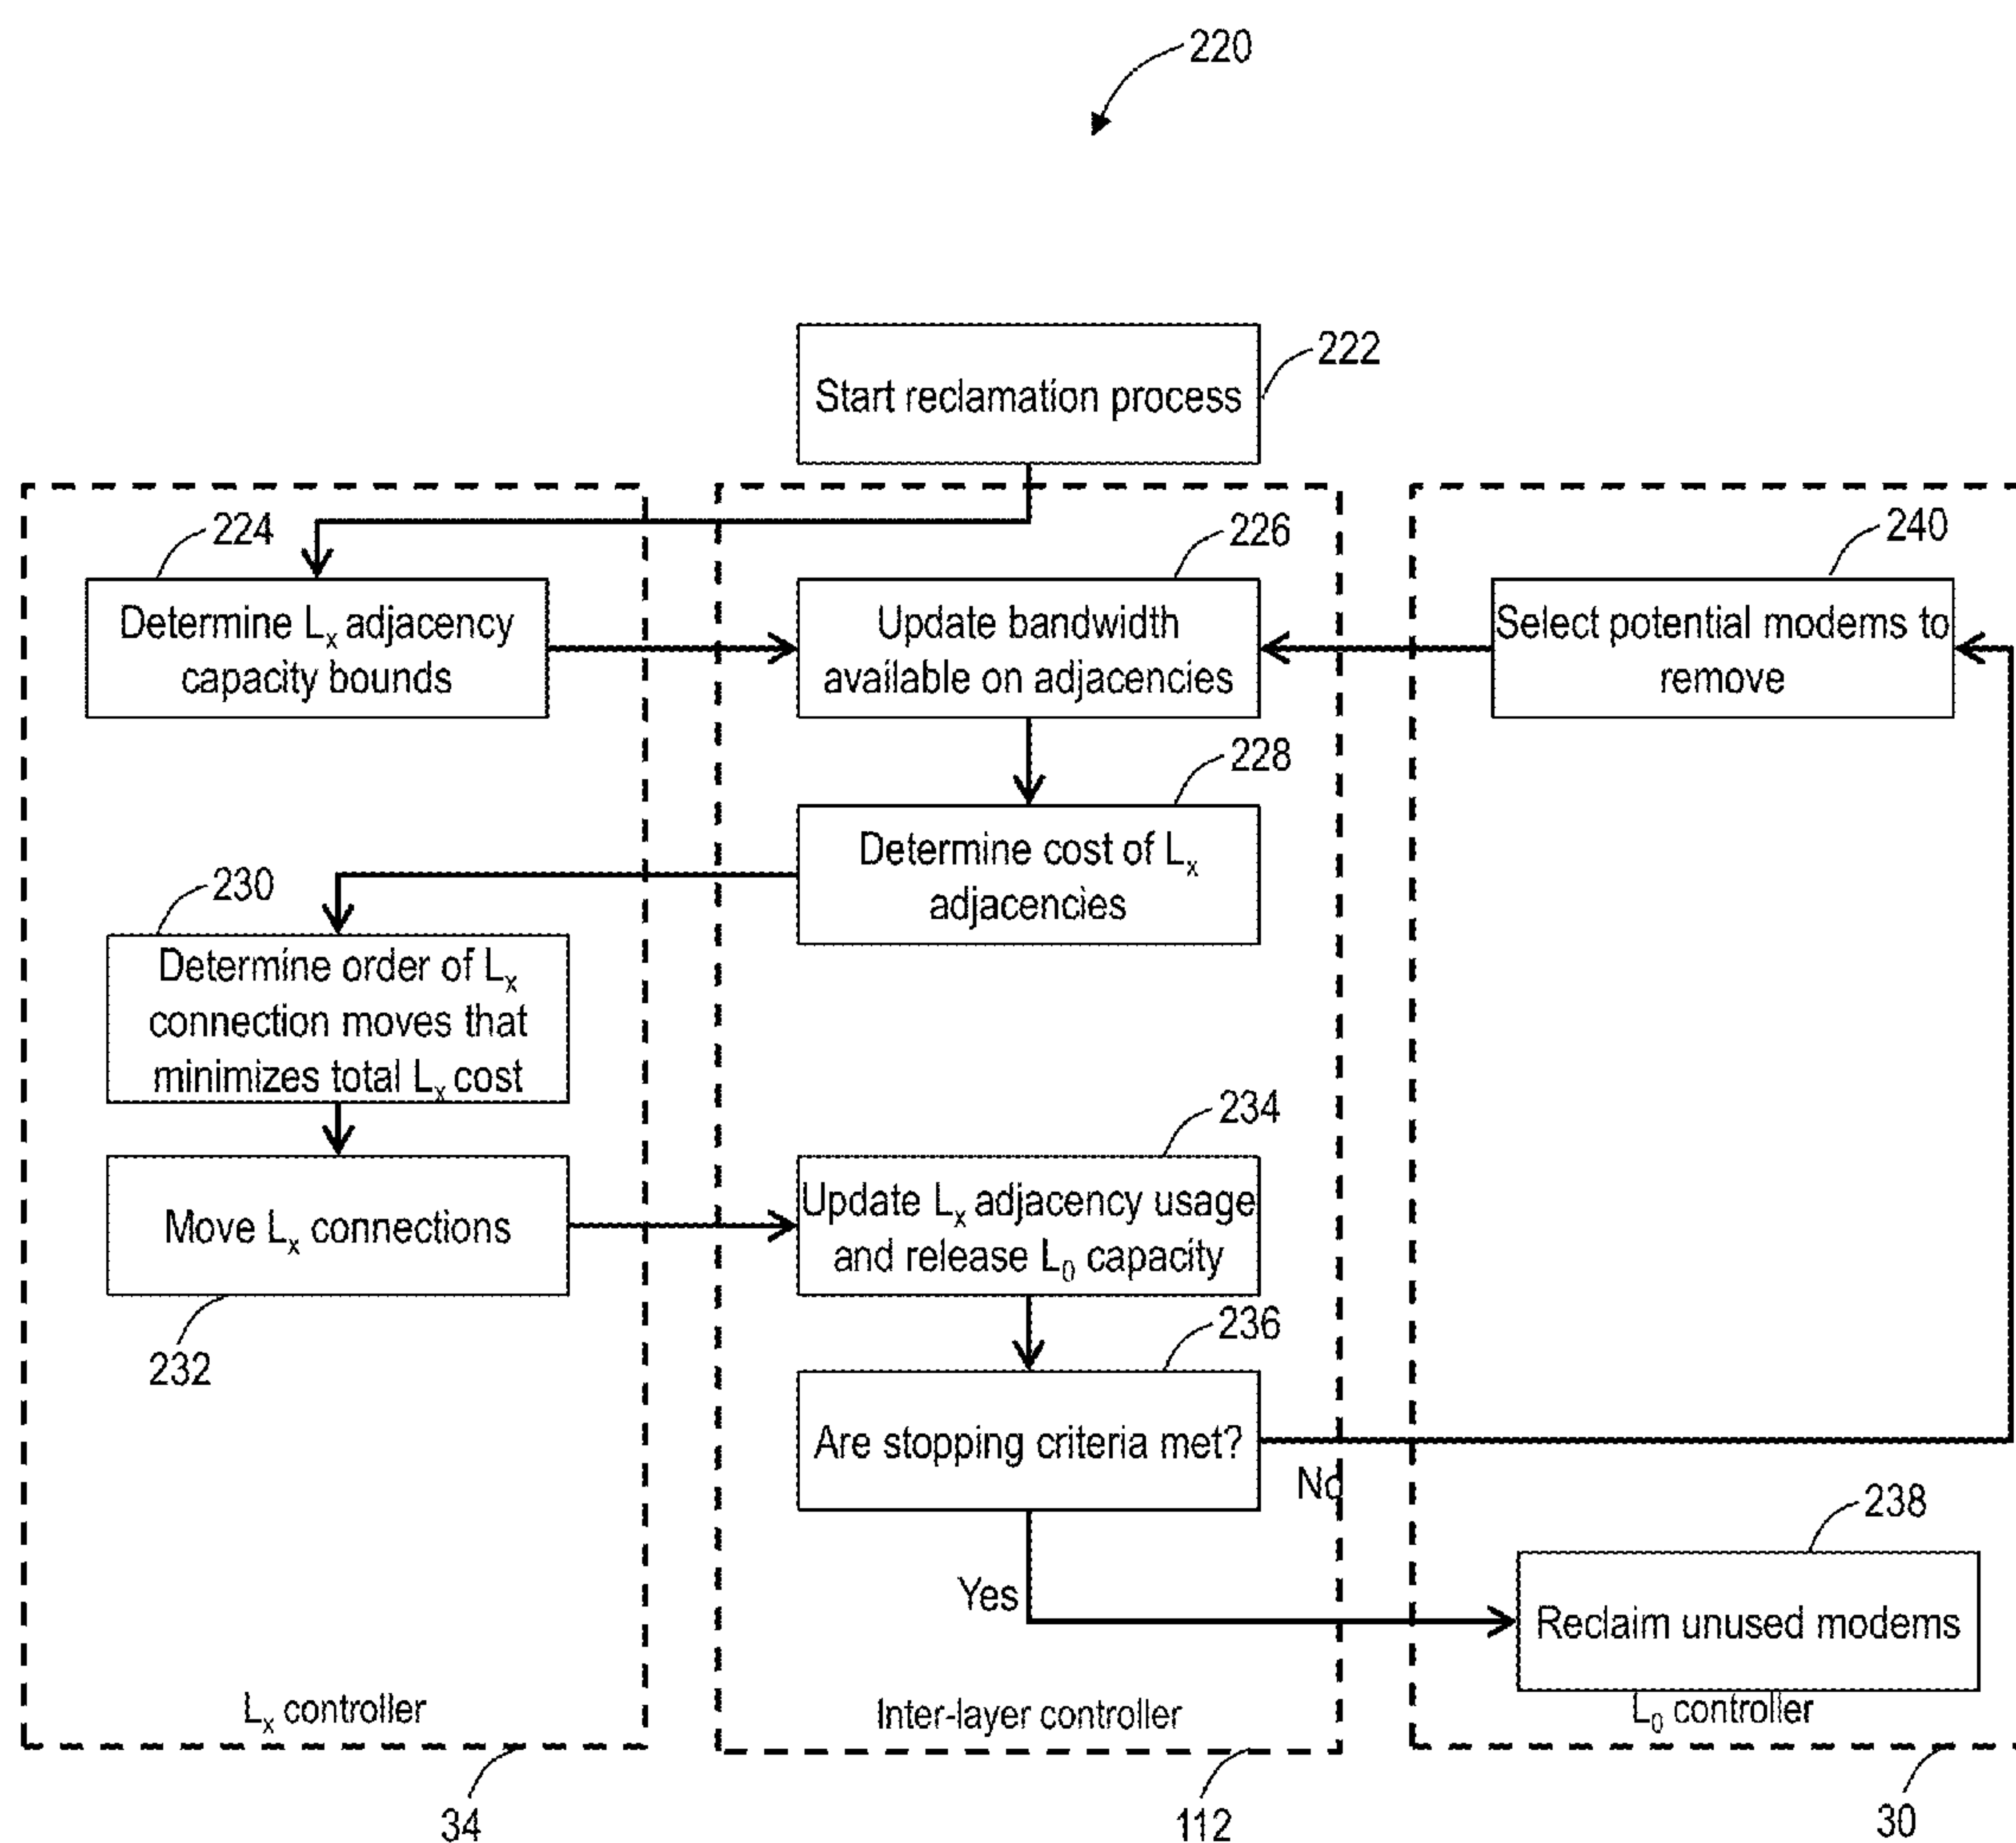 220
222
Start reclamation process
224
226
240
Determine Lx adjacency
capacity bounds
Update bandwidth
available on adjacencies
Select potential modems to
remove
228
Determine cost of Lx
adjacencies
230
Determine order of Lx
connection moves that
minimizes total Lx cost
234
Move Lx connections
232
Update Lx adjacency usage
and release L0 capacity
236
Are stopping criteria met?
No
238
Yes
Reclaim unused modems
Lx controller
Inter-layer controller
L0 controller
34
112
30